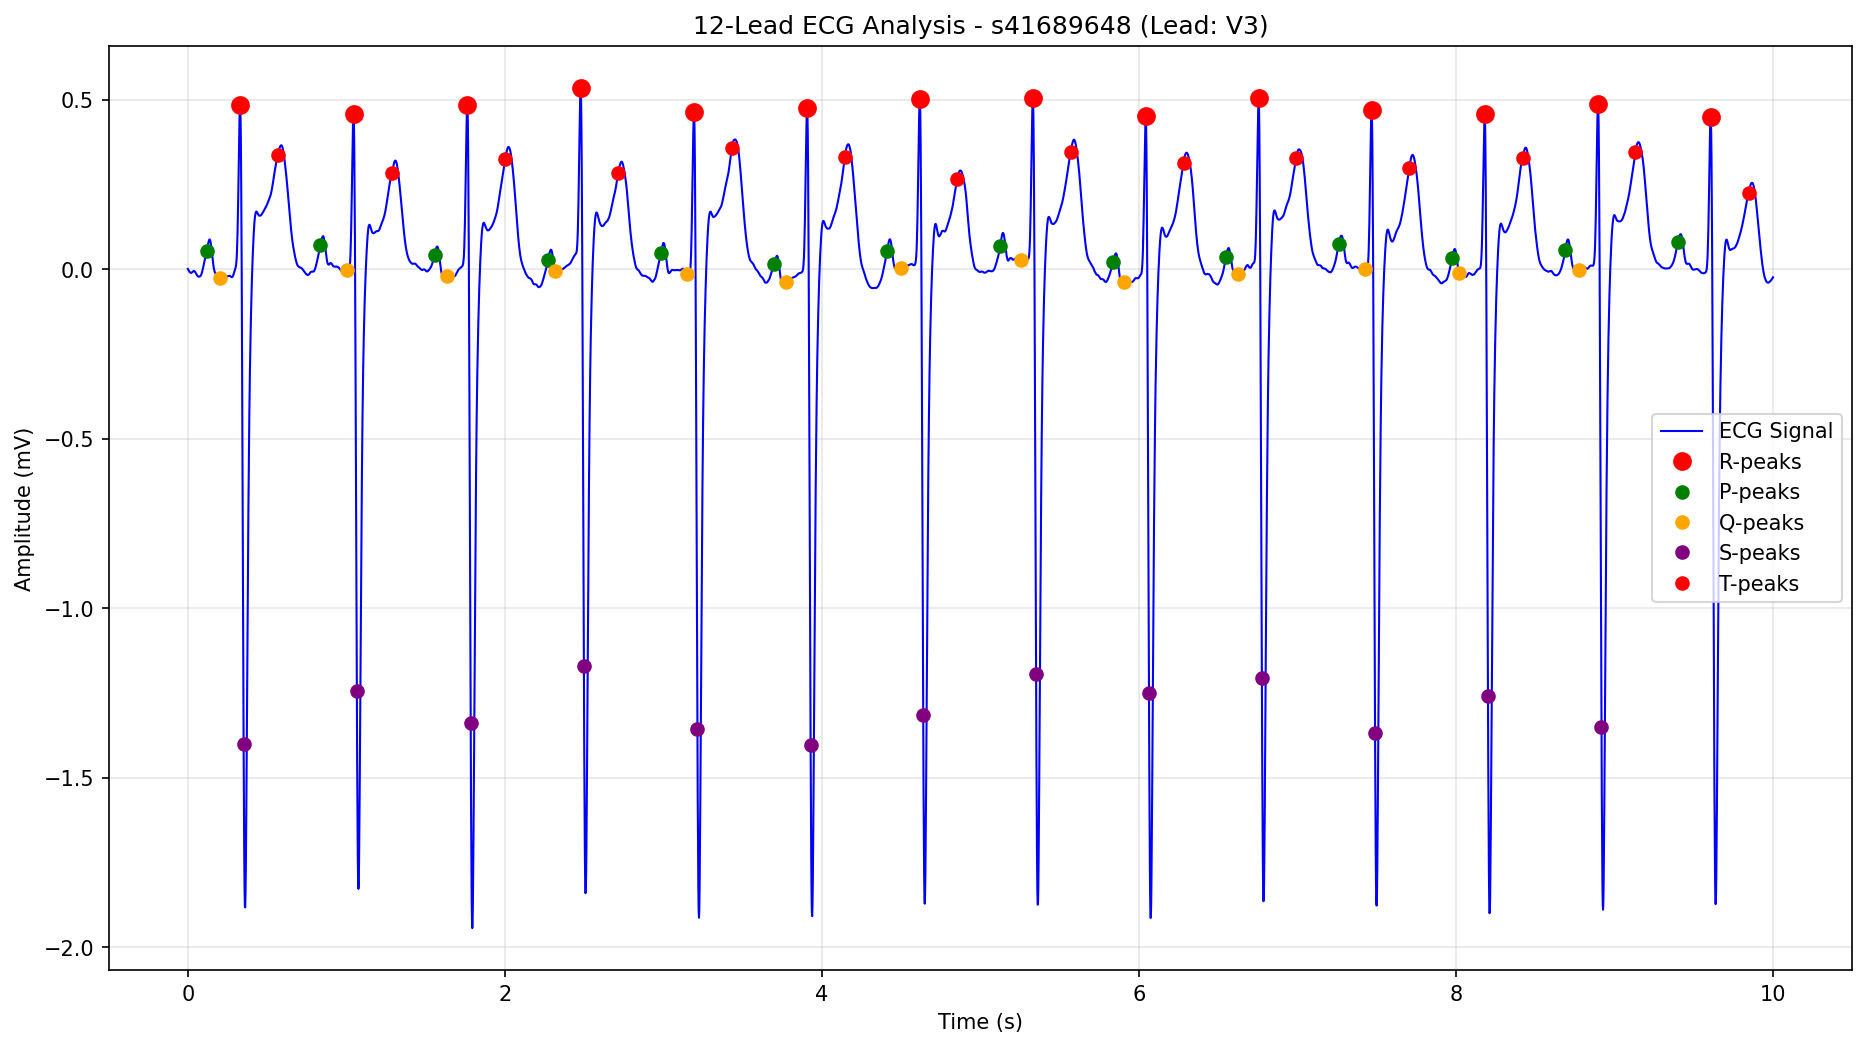 12-Lead ECG Analysis - s41689648 (Lead: V3)
Amplitude (mV)
0.5
0.0
−0.5
−1.0
−1.5
−2.0
ECG Signal
R-peaks
P-peaks
Q-peaks
S-peaks
T-peaks
0 2 4 6 8 10
Time (s)